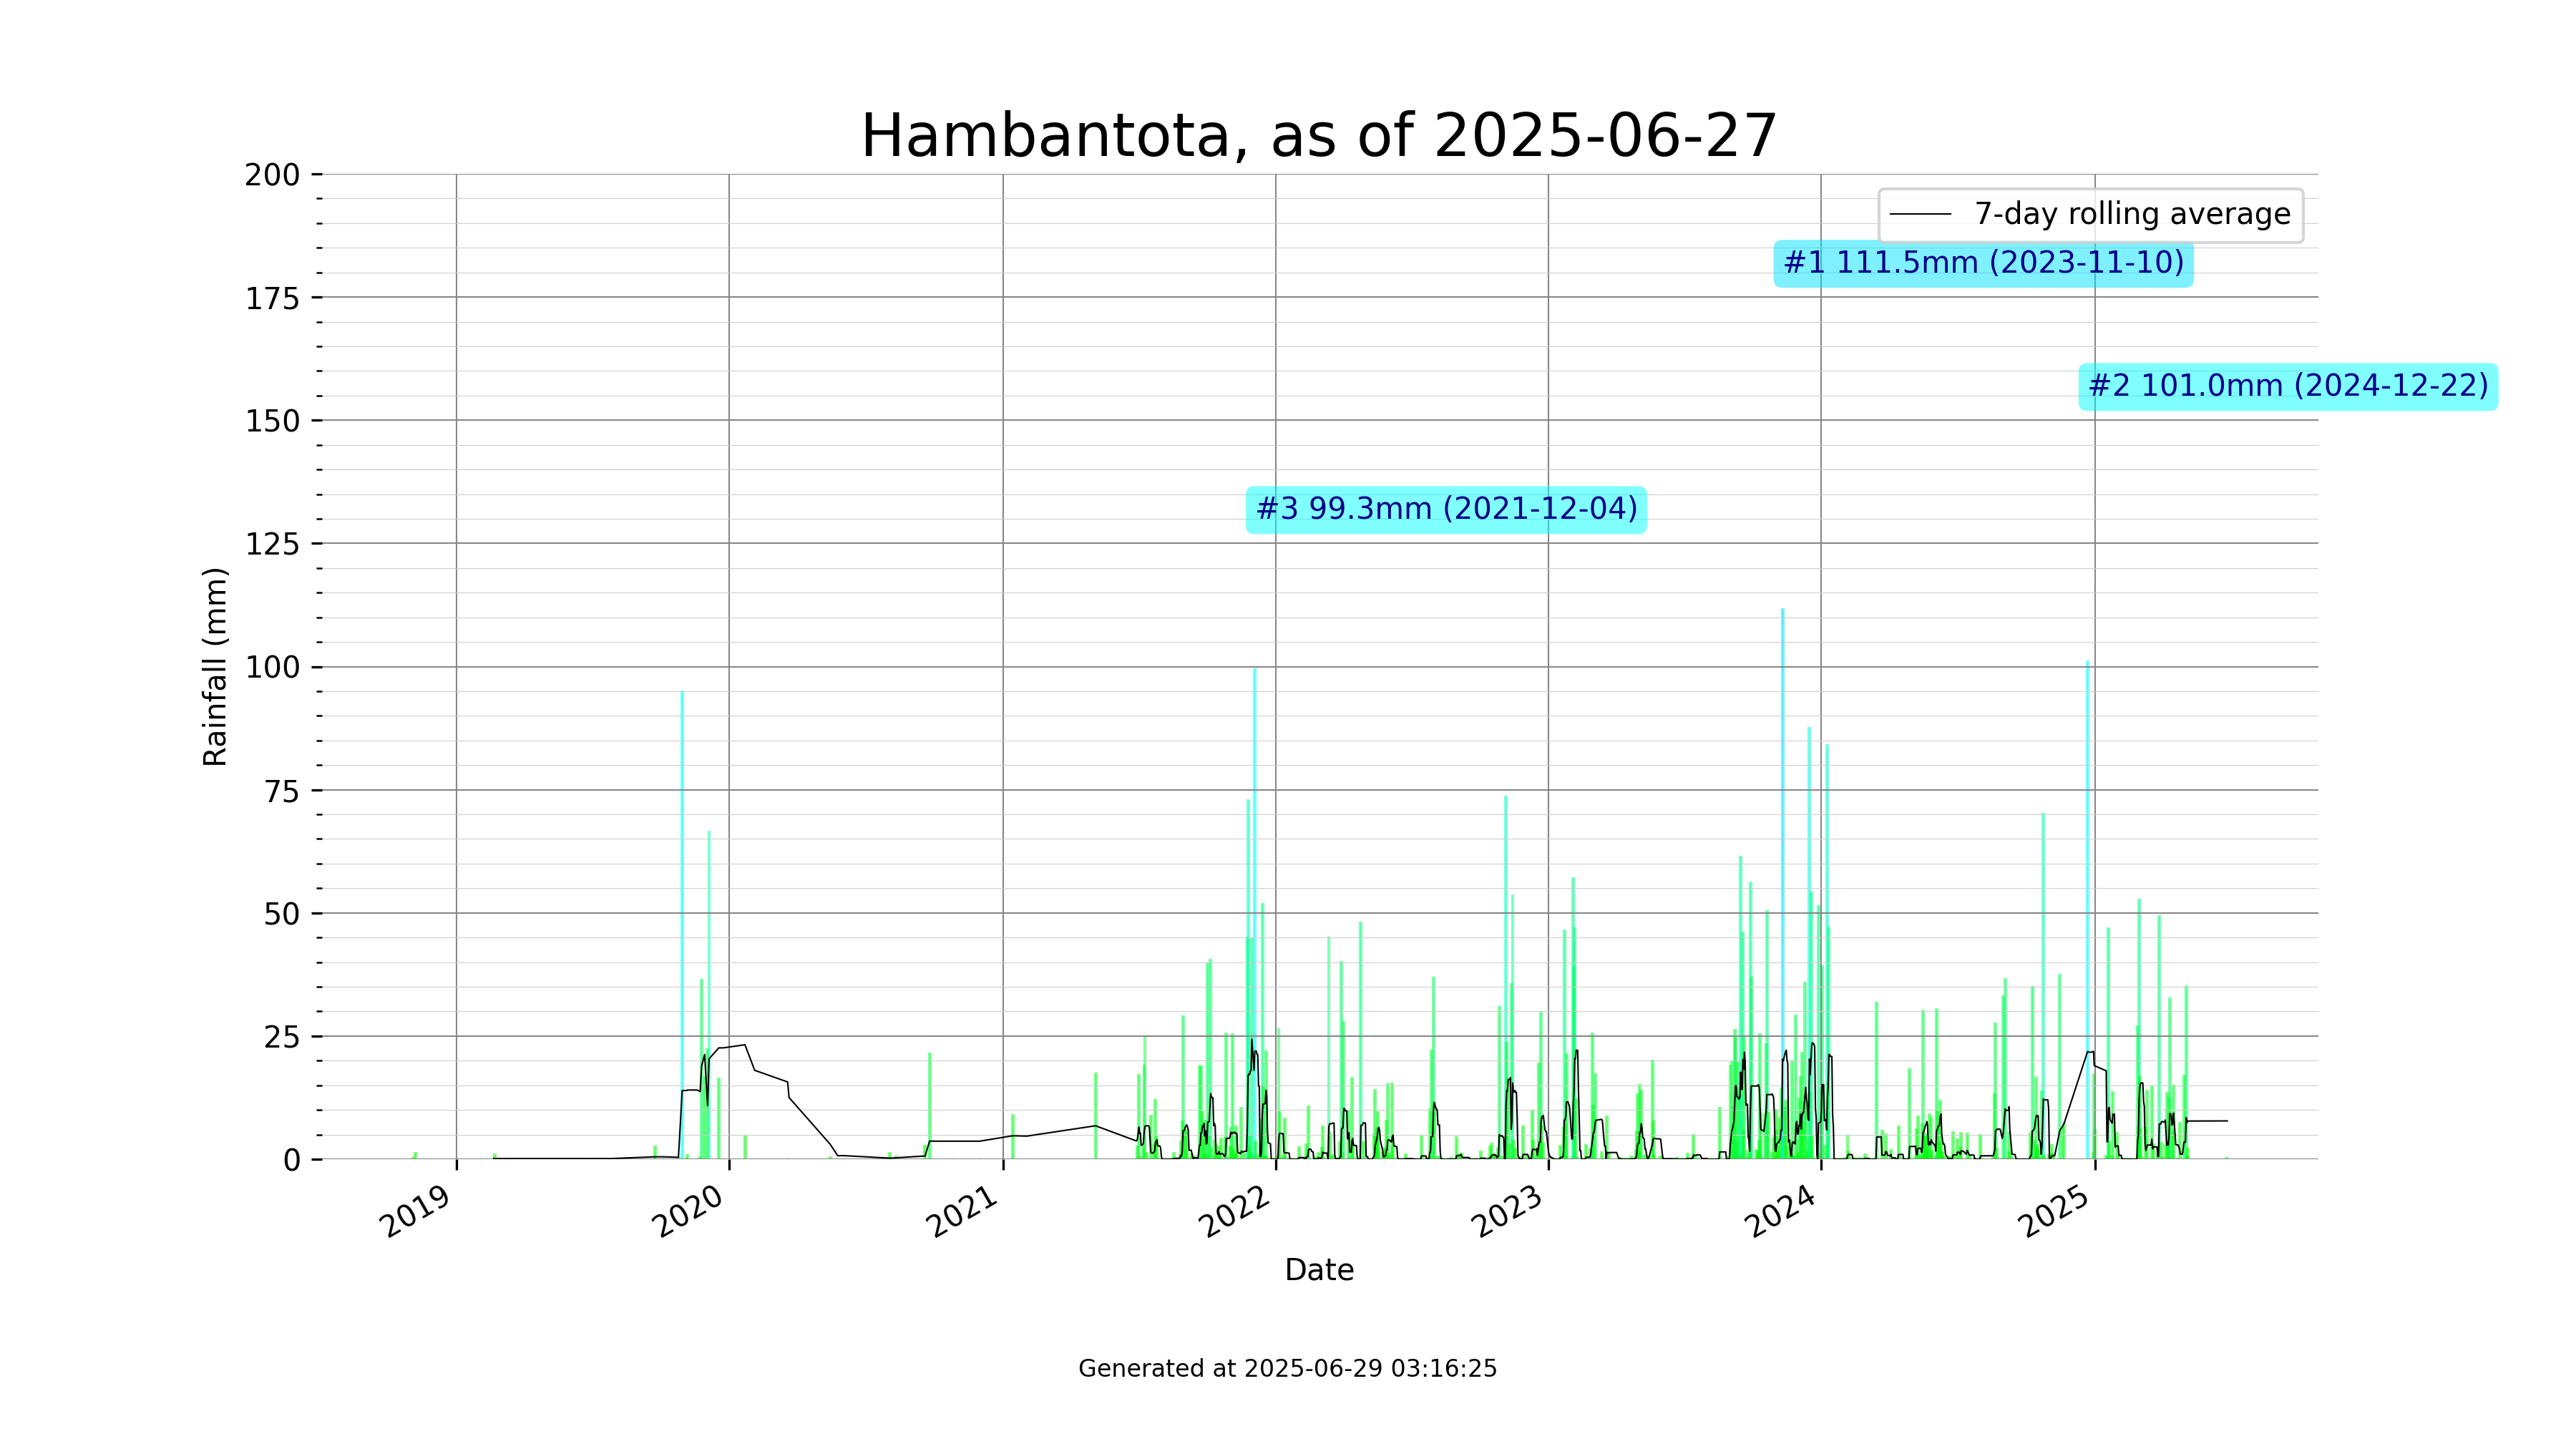 Hambantota, as of 2025-06-27
200
175
150
125
100
75
50
25
0
Rainfall (mm)
7-day rolling average
#1 111.5mm (2023-11-10)
#2 101.0mm (2024-12-22)
#3 99.3mm (2021-12-04)
2019
2020
2021
2022
2023
2024
2025
Date
Generated at 2025-06-29 03:16:25